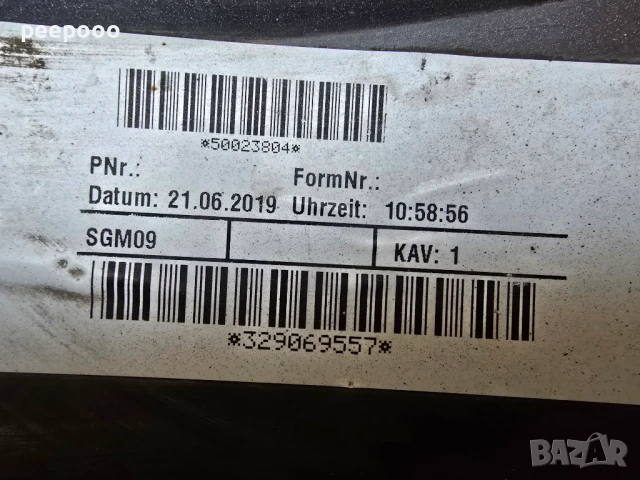 peepooo
*50023804*
PNr.: FormNr.:
Datum: 21.06.2019 Uhrzeit: 10:58:56
SGM09 KAV: 1
*329069557*
BAZAR